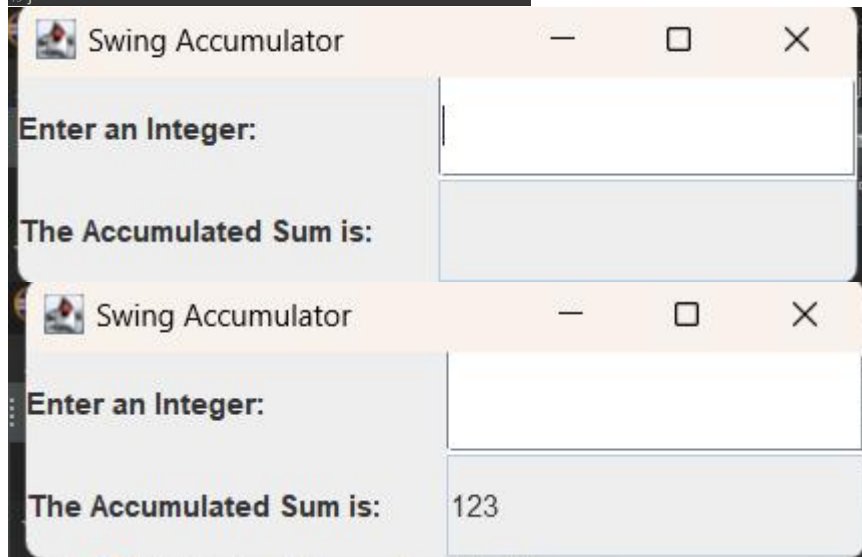 Swing Accumulator
Enter an Integer:
The Accumulated Sum is:
Swing Accumulator
Enter an Integer:
The Accumulated Sum is: 123